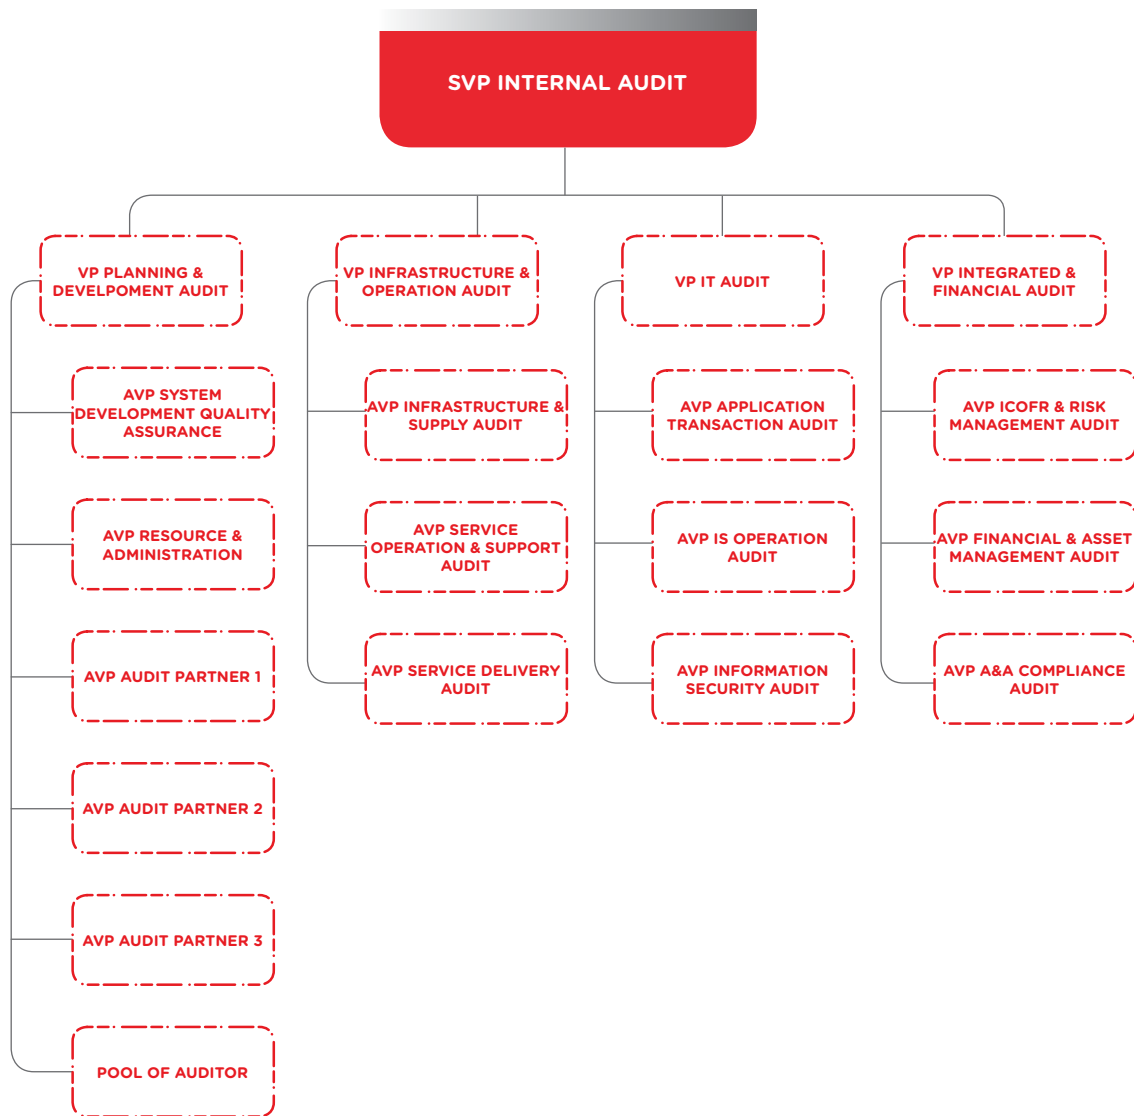 SVP INTERNAL AUDIT
VP PLANNING &
DEVELPOMENT AUDIT
AVP SYSTEM
DEVELOPMENT QUALITY
ASSURANCE
AVP RESOURCE &
ADMINISTRATION
AVP AUDIT PARTNER 1
AVP AUDIT PARTNER 2
AVP AUDIT PARTNER 3
POOL OF AUDITOR
VP INFRASTRUCTURE &
OPERATION AUDIT
AVP INFRASTRUCTURE &
SUPPLY AUDIT
AVP SERVICE
OPERATION & SUPPORT
AUDIT
AVP SERVICE DELIVERY
AUDIT
VP IT AUDIT
AVP APPLICATION
TRANSACTION AUDIT
AVP IS OPERATION
AUDIT
AVP INFORMATION
SECURITY AUDIT
VP INTEGRATED &
FINANCIAL AUDIT
AVP ICOFR & RISK
MANAGEMENT AUDIT
AVP FINANCIAL & ASSET
MANAGEMENT AUDIT
AVP A&A COMPLIANCE
AUDIT